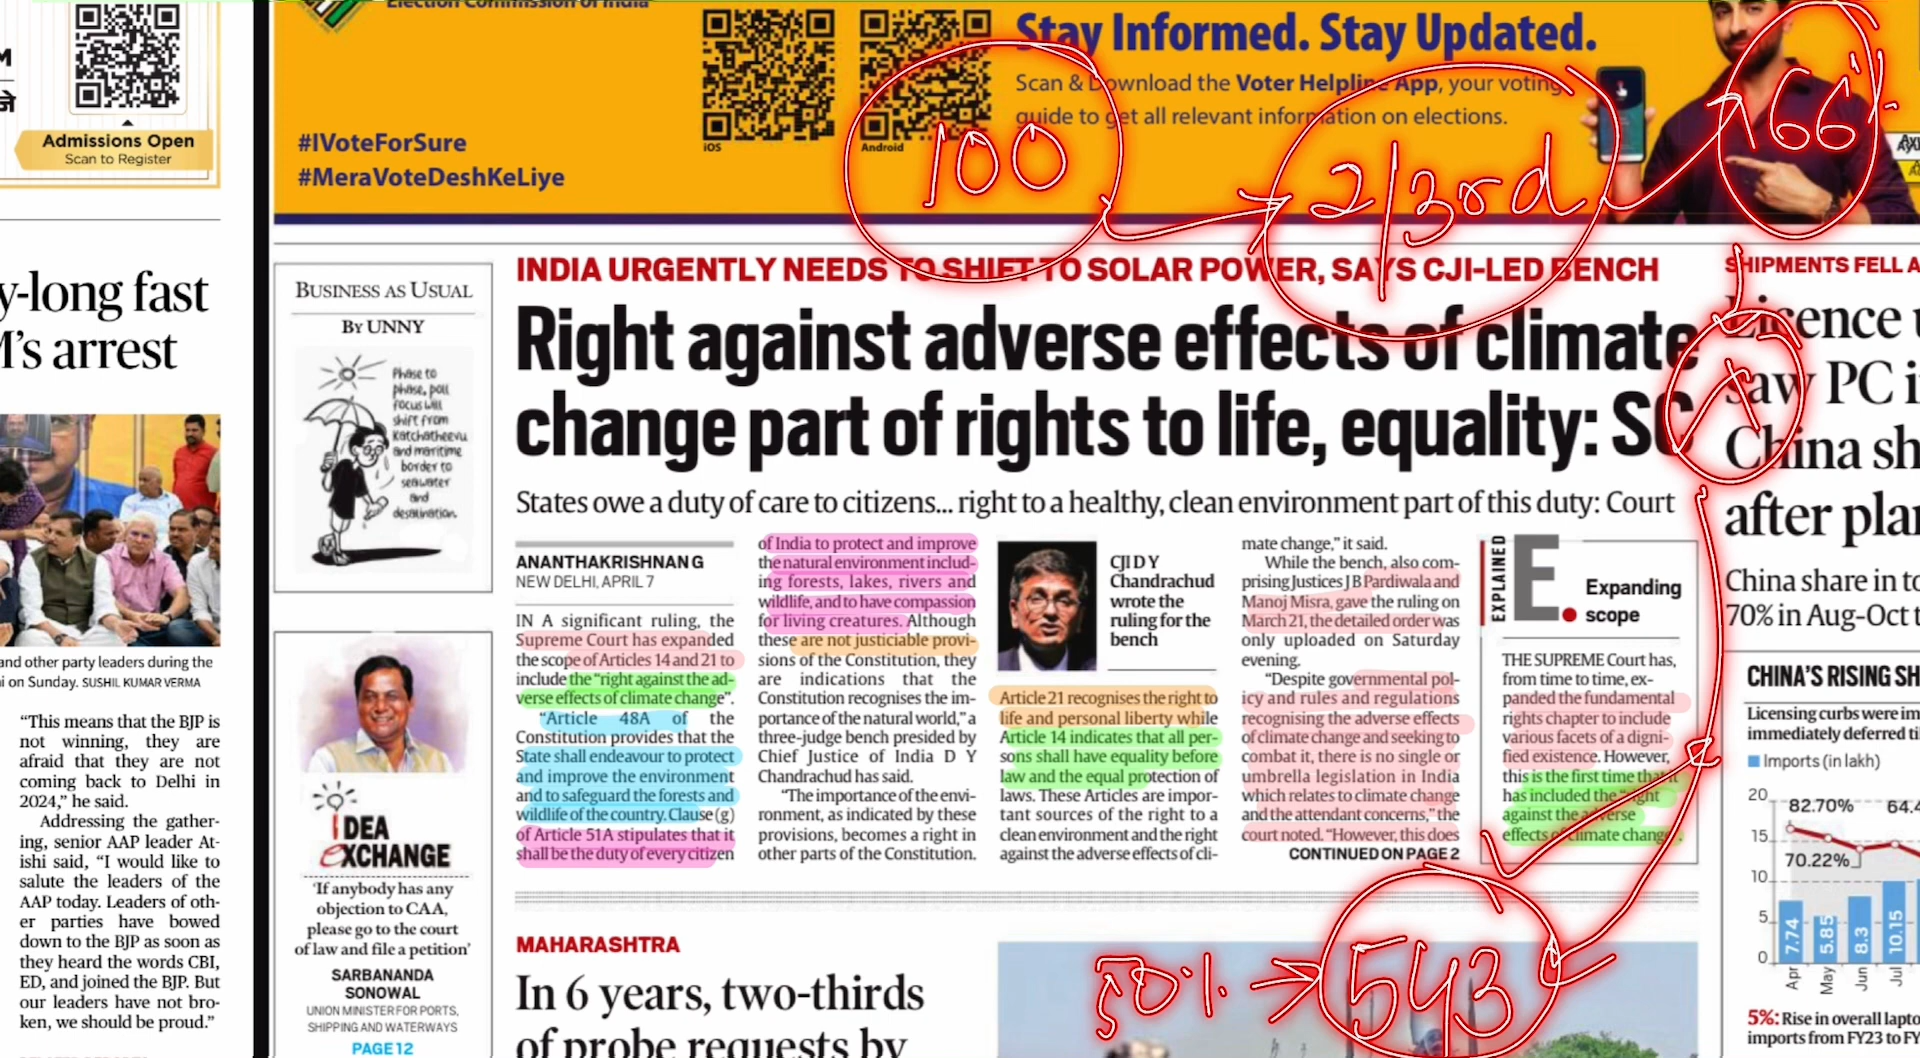 Election Commission of India
Admissions Open
Scan to Register
#IVoteForSure
#MeraVoteDeshKeLiye
iOS
Android
Stay Informed. Stay Updated.
Scan & Download the Voter Helpline App, your voting
guide to get all relevant information on elections.
100
2/3rd
66%
y-long fast
M's arrest
and other party leaders during the
i on Sunday. SUSHIL KUMAR VERMA
"This means that the BJP is
not winning, they are
afraid that they are not
coming back to Delhi in
2024," he said.
Addressing the gather-
ing, senior AAP leader At-
ishi said, "I would like to
salute the leaders of the
AAP today. Leaders of oth-
er parties have bowed
down to the BJP as soon as
they heard the words CBI,
ED, and joined the BJP. But
our leaders have not bro-
ken, we should be proud."
BUSINESS AS USUAL
BY UNNY
Phase to
phase, poll
focus will
shift from
Katchatheevu
and maritime
border to
seawater
and
desalination.
iDEA
eXCHANGE
'If anybody has any
objection to CAA,
please go to the court
of law and file a petition'
SARBANANDA
SONOWAL
UNION MINISTER FOR PORTS,
SHIPPING AND WATERWAYS
PAGE 12
INDIA URGENTLY NEEDS TO SHIFT TO SOLAR POWER, SAYS CJI-LED BENCH
Right against adverse effects of climate
change part of rights to life, equality: SC
States owe a duty of care to citizens... right to a healthy, clean environment part of this duty: Court
ANANTHAKRISHNAN G
NEW DELHI, APRIL 7
IN A significant ruling, the
Supreme Court has expanded
the scope of Articles 14 and 21 to
include the "right against the ad-
verse effects of climate change".
"Article 48A of the
Constitution provides that the
State shall endeavour to protect
and improve the environment
and to safeguard the forests and
wildlife of the country. Clause (g)
of Article 51A stipulates that it
shall be the duty of every citizen
of India to protect and improve
the natural environment includ-
ing forests, lakes, rivers and
wildlife, and to have compassion
for living creatures. Although
these are not justiciable provi-
sions of the Constitution, they
are indications that the
Constitution recognises the im-
portance of the natural world," a
three-judge bench presided by
Chief Justice of India D Y
Chandrachud has said.
"The importance of the envi-
ronment, as indicated by these
provisions, becomes a right in
other parts of the Constitution.
CJI D Y
Chandrachud
wrote the
ruling for the
bench
Article 21 recognises the right to
life and personal liberty while
Article 14 indicates that all per-
sons shall have equality before
law and the equal protection of
laws. These Articles are impor-
tant sources of the right to a
clean environment and the right
against the adverse effects of cli-
mate change," it said.
While the bench, also com-
prising Justices J B Pardiwala and
Manoj Misra, gave the ruling on
March 21, the detailed order was
only uploaded on Saturday
evening.
"Despite governmental pol-
icy and rules and regulations
recognising the adverse effects
of climate change and seeking to
combat it, there is no single or
umbrella legislation in India
which relates to climate change
and the attendant concerns," the
court noted. "However, this does
CONTINUED ON PAGE 2
EXPLAINED
E.
Expanding
scope
THE SUPREME Court has,
from time to time, ex-
panded the fundamental
rights chapter to include
various facets of a digni-
fied existence. However,
this is the first time that it
has included the "right
against the adverse
effects of climate change".
MAHARASHTRA
In 6 years, two-thirds
of probe requests by
50% → 543
SHIPMENTS FELL A
Licence
saw PC i
China sh
after plan
China share in to
70% in Aug-Oct t
CHINA'S RISING SH
Licensing curbs were im
immediately deferred ti
Imports (in lakh)
20
15
10
5
0
82.70%
64.4
70.22%
7.74
5.85
8.3
10.15
Apr
May
Jun
Jul
5%: Rise in overall lapto
imports from FY23 to FY